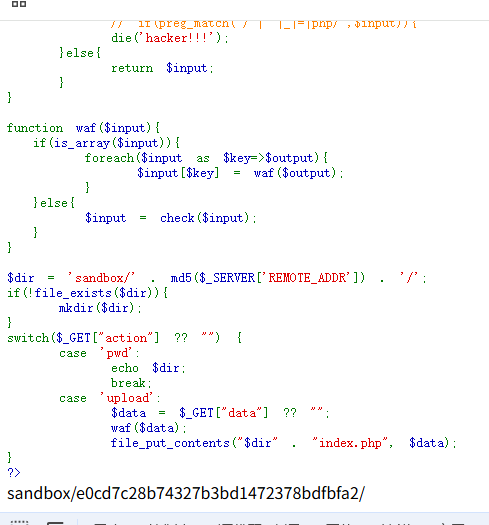 // if(preg_match('/ | |_|=|php/',$input)){
die('hacker!!!');
}else{
return $input;
}
}
function waf($input){
if(is_array($input)){
foreach($input as $key=>$output){
$input[$key] = waf($output);
}
}else{
$input = check($input);
}
}
$dir = 'sandbox/' . md5($_SERVER['REMOTE_ADDR']) . '/';
if(!file_exists($dir)){
mkdir($dir);
}
switch($_GET["action"] ?? "") {
case 'pwd':
echo $dir;
break;
case 'upload':
$data = $_GET["data"] ?? "";
waf($data);
file_put_contents("$dir" . "index.php", $data);
}
?>
sandbox/e0cd7c28b74327b3bd1472378bdfbfa2/